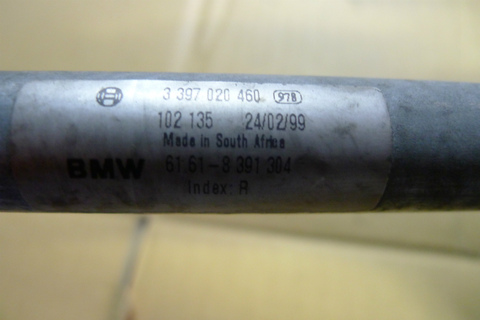 3 397 020 460 978
102 135 24/02/99
Made in South Africa
BMW 61.61-8 391 304
Index: A